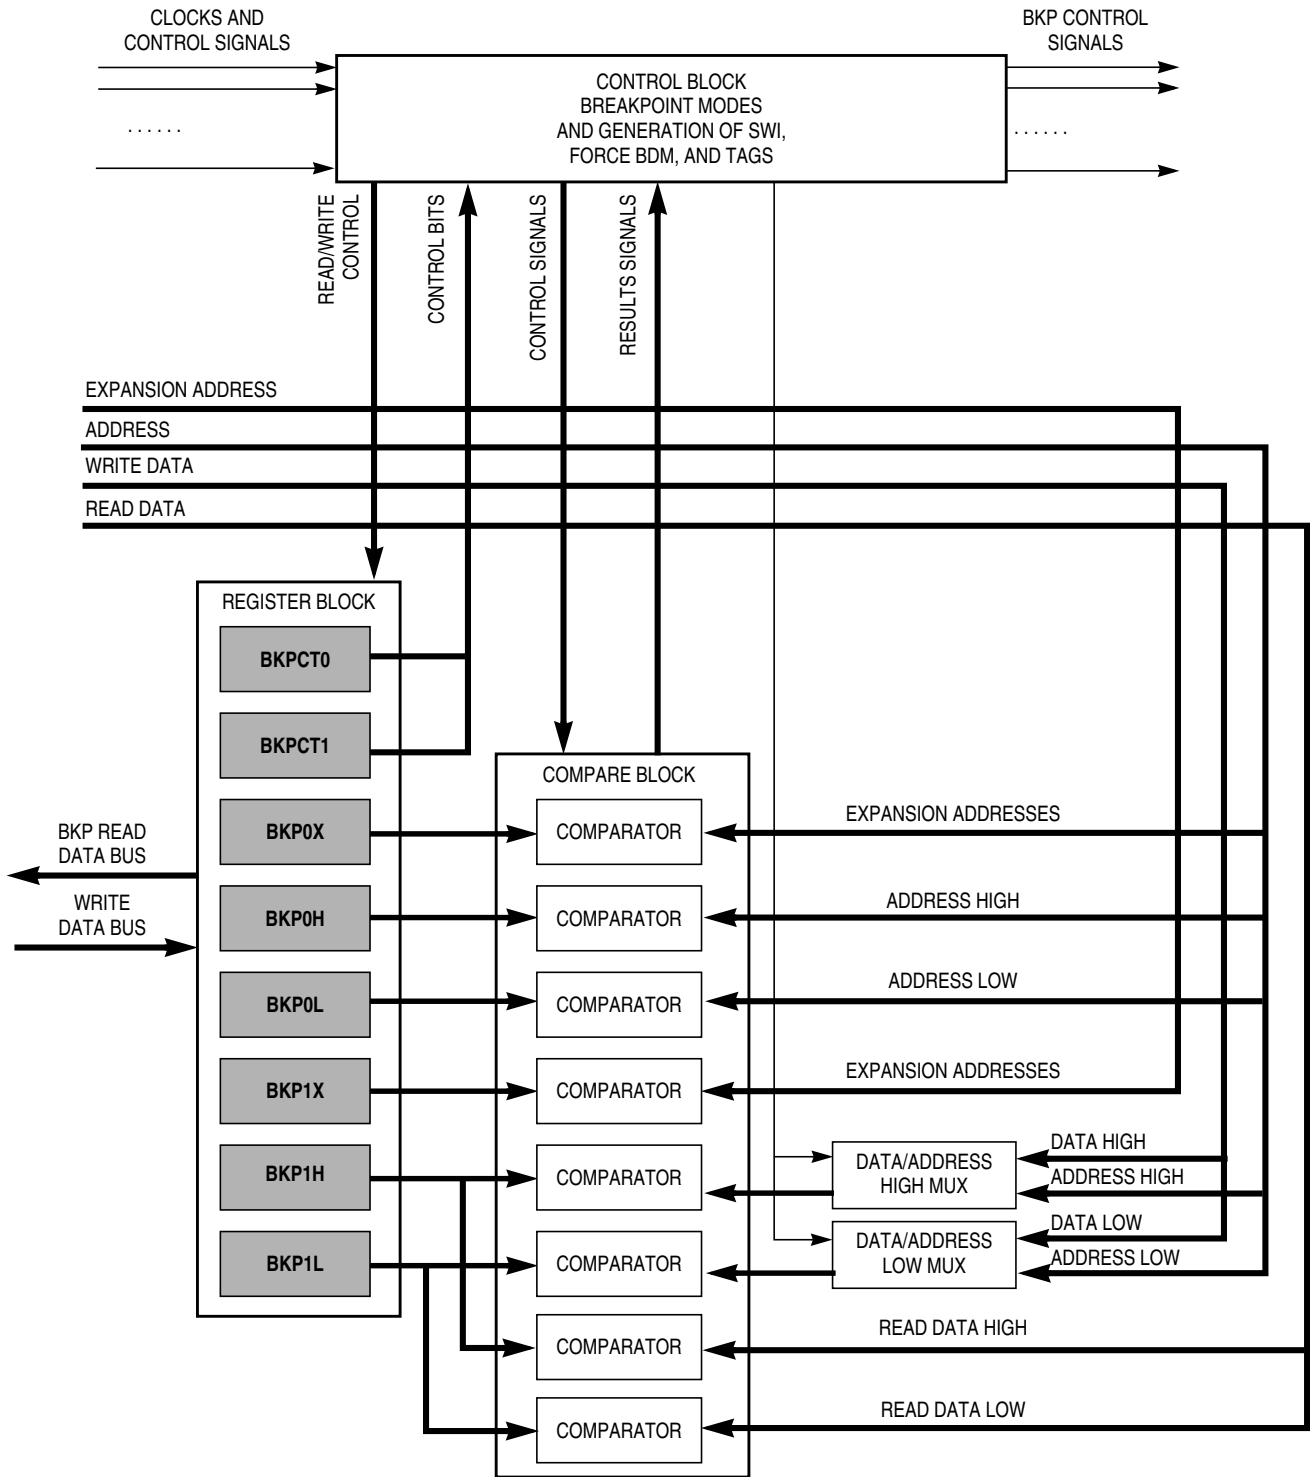 CLOCKS AND
CONTROL SIGNALS
BKP CONTROL
SIGNALS
. . . . . .
CONTROL BLOCK
BREAKPOINT MODES
AND GENERATION OF SWI,
FORCE BDM, AND TAGS
. . . . . .
READ/WRITE
CONTROL
CONTROL BITS
CONTROL SIGNALS
RESULTS SIGNALS
EXPANSION ADDRESS
ADDRESS
WRITE DATA
READ DATA
REGISTER BLOCK
BKPCT0
BKPCT1
COMPARE BLOCK
BKP READ
DATA BUS
WRITE
DATA BUS
BKP0X
COMPARATOR
EXPANSION ADDRESSES
BKP0H
COMPARATOR
ADDRESS HIGH
BKP0L
COMPARATOR
ADDRESS LOW
BKP1X
COMPARATOR
EXPANSION ADDRESSES
BKP1H
COMPARATOR
DATA/ADDRESS
HIGH MUX
DATA HIGH
ADDRESS HIGH
BKP1L
COMPARATOR
DATA/ADDRESS
LOW MUX
DATA LOW
ADDRESS LOW
COMPARATOR
READ DATA HIGH
COMPARATOR
READ DATA LOW